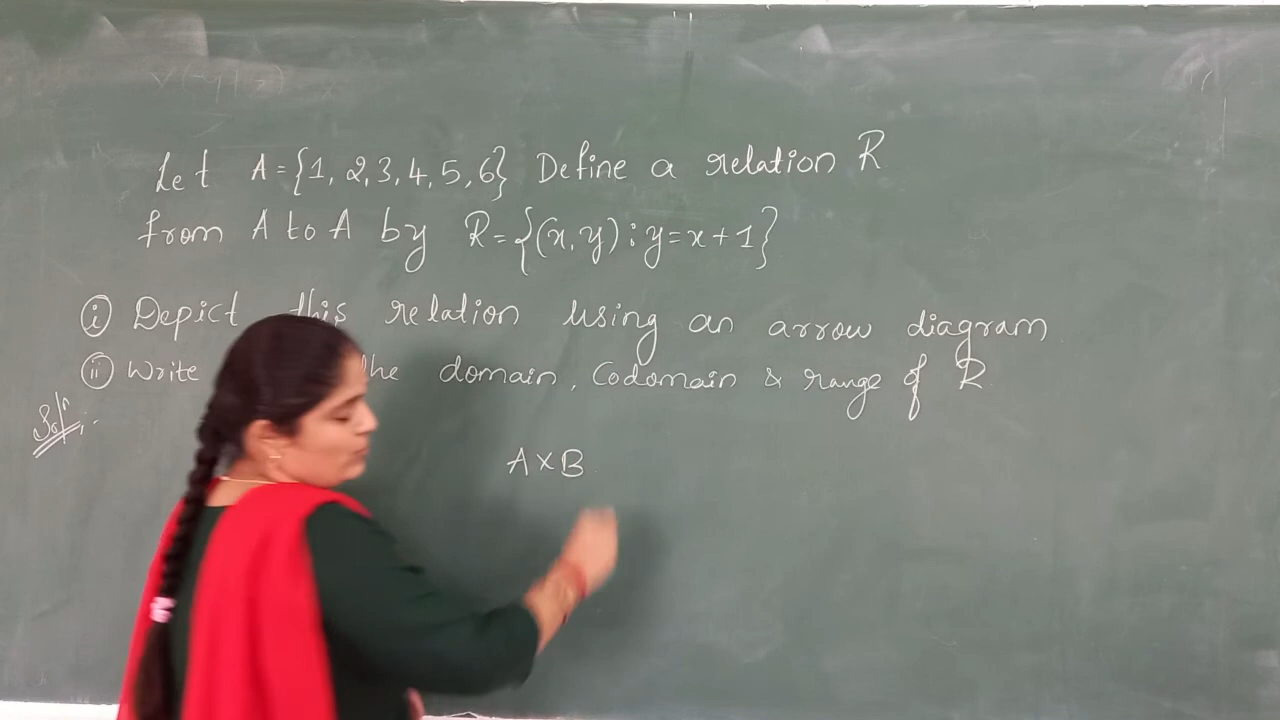 Let A={1, 2, 3, 4, 5, 6} Define a relation R
from A to A by R={(x, y) : y=x+1}
(i) Depict this relation using an arrow diagram
(ii) Write the domain, Codomain & range of R
Sol
A×B